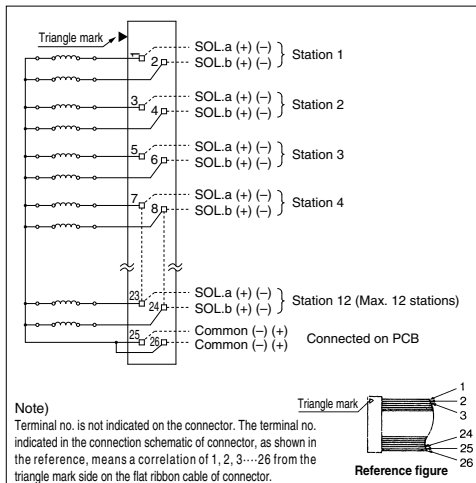 Triangle mark
1
SOL.a (+) (–)
2
SOL.b (+) (–)
Station 1
3
SOL.a (+) (–)
4
SOL.b (+) (–)
Station 2
5
SOL.a (+) (–)
6
SOL.b (+) (–)
Station 3
7
SOL.a (+) (–)
8
SOL.b (+) (–)
Station 4
23
SOL.a (+) (–)
24
SOL.b (+) (–)
Station 12 (Max. 12 stations)
25
Common (–) (+)
26
Common (–) (+)
Connected on PCB
Note)
Terminal no. is not indicated on the connector. The terminal no.
indicated in the connection schematic of connector, as shown in
the reference, means a correlation of 1, 2, 3····26 from the
triangle mark side on the flat ribbon cable of connector.
Triangle mark
1
2
3
24
25
26
Reference figure